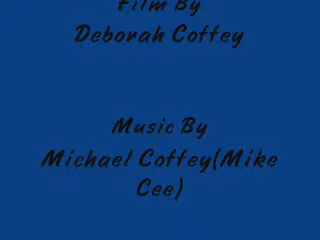 Film By
Deborah Coffey
Music By
Michael Coffey(Mike
Cee)